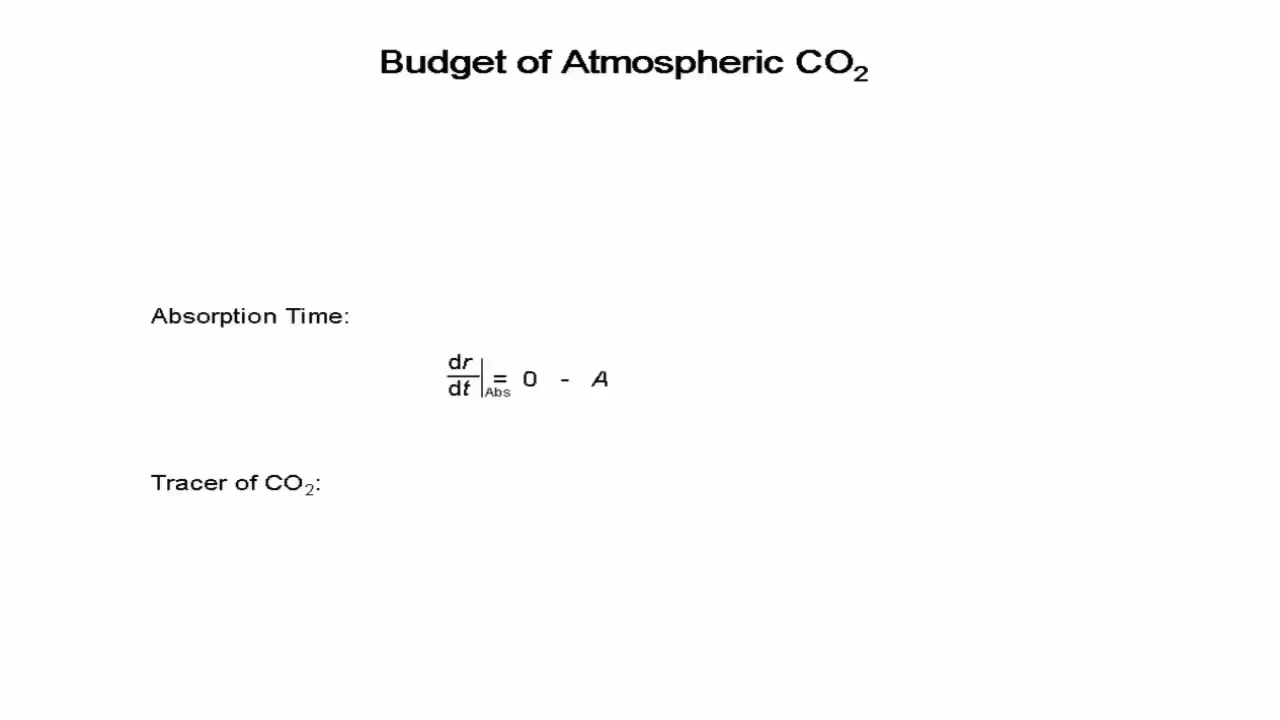 Budget of Atmospheric CO₂
Absorption Time:
dr/dt|Abs = 0 - A
Tracer of CO₂: